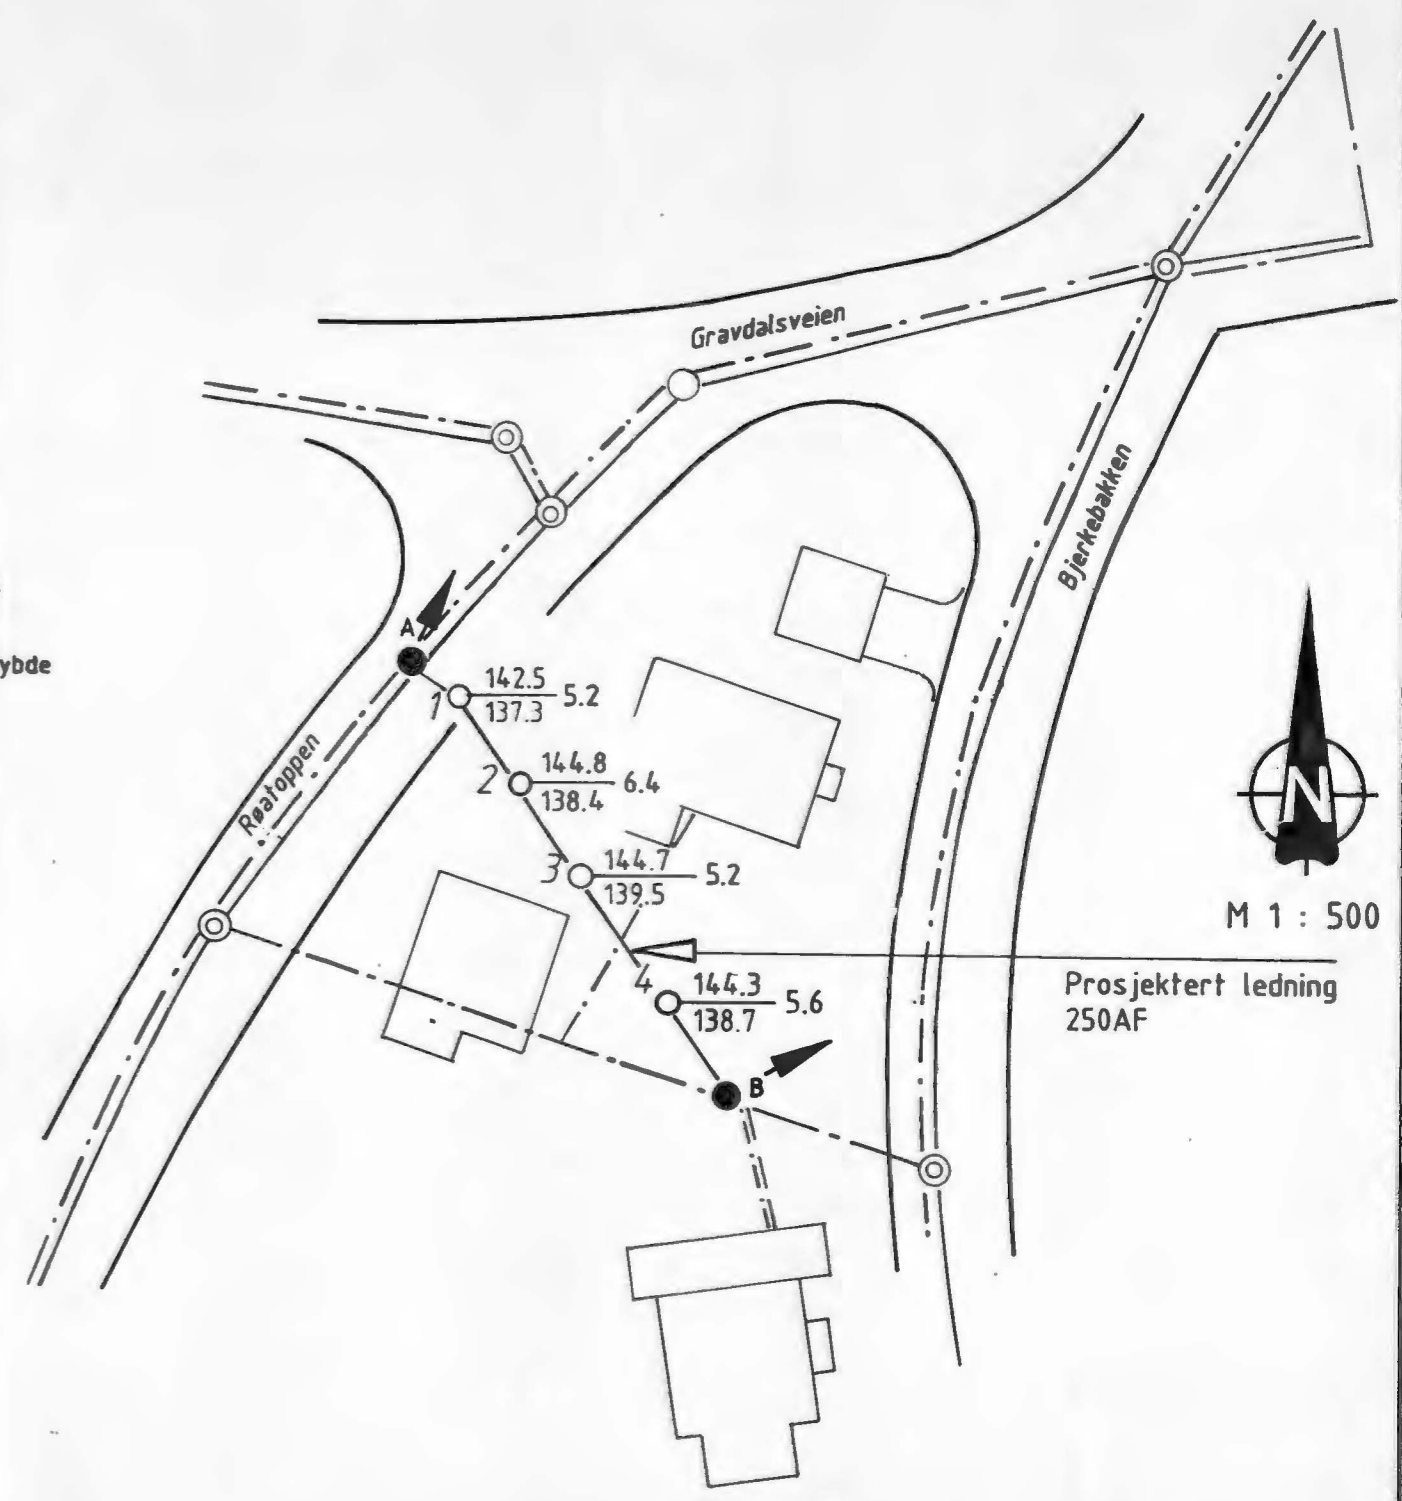 Gravdalsveien
Bjerkebakken
A
ybde
1
142.5
137.3
5.2
Røatoppen
2
144.8
138.4
6.4
N
3
144.7
139.5
5.2
M 1 : 500
4
144.3
138.7
5.6
Prosjektert ledning
250AF
B